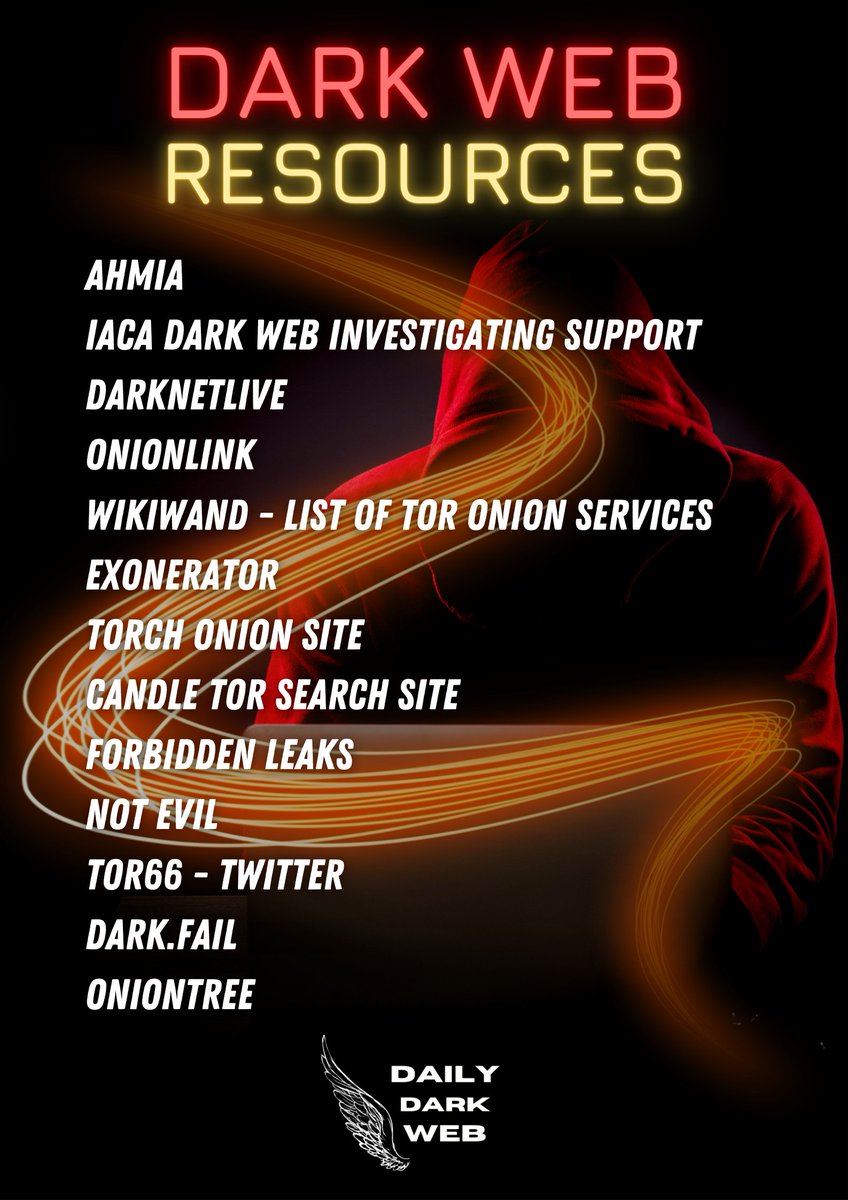 DARK WEB
RESOURCES
AHMIA
IACA DARK WEB INVESTIGATING SUPPORT
DARKNETLIVE
ONIONLINK
WIKIWAND - LIST OF TOR ONION SERVICES
EXONERATOR
TORCH ONION SITE
CANDLE TOR SEARCH SITE
FORBIDDEN LEAKS
NOT EVIL
TOR66 - TWITTER
DARK.FAIL
ONIONTREE
DAILY
DARK
WEB